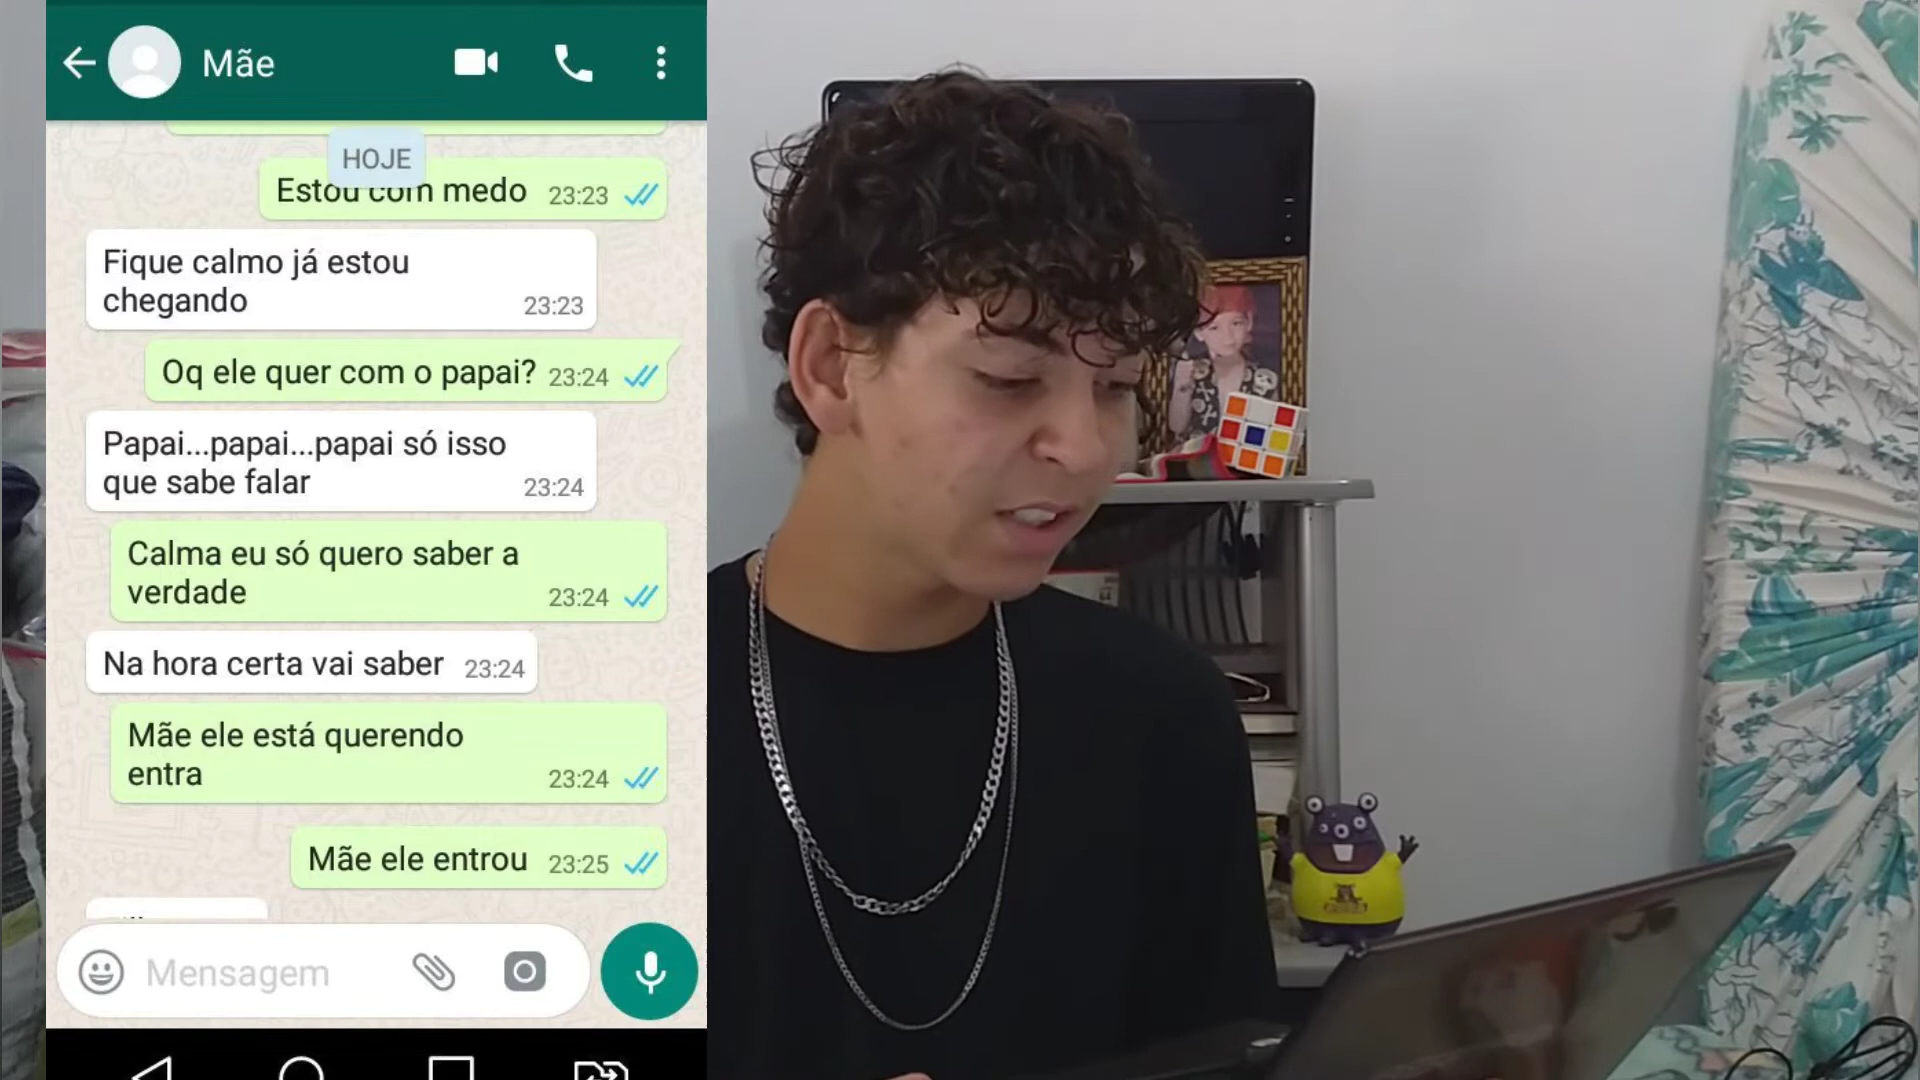 Mãe
HOJE
Estou com medo 23:23
Fique calmo já estou
chegando 23:23
Oq ele quer com o papai? 23:24
Papai...papai...papai só isso
que sabe falar 23:24
Calma eu só quero saber a
verdade 23:24
Na hora certa vai saber 23:24
Mãe ele está querendo
entra 23:24
Mãe ele entrou 23:25
Mensagem